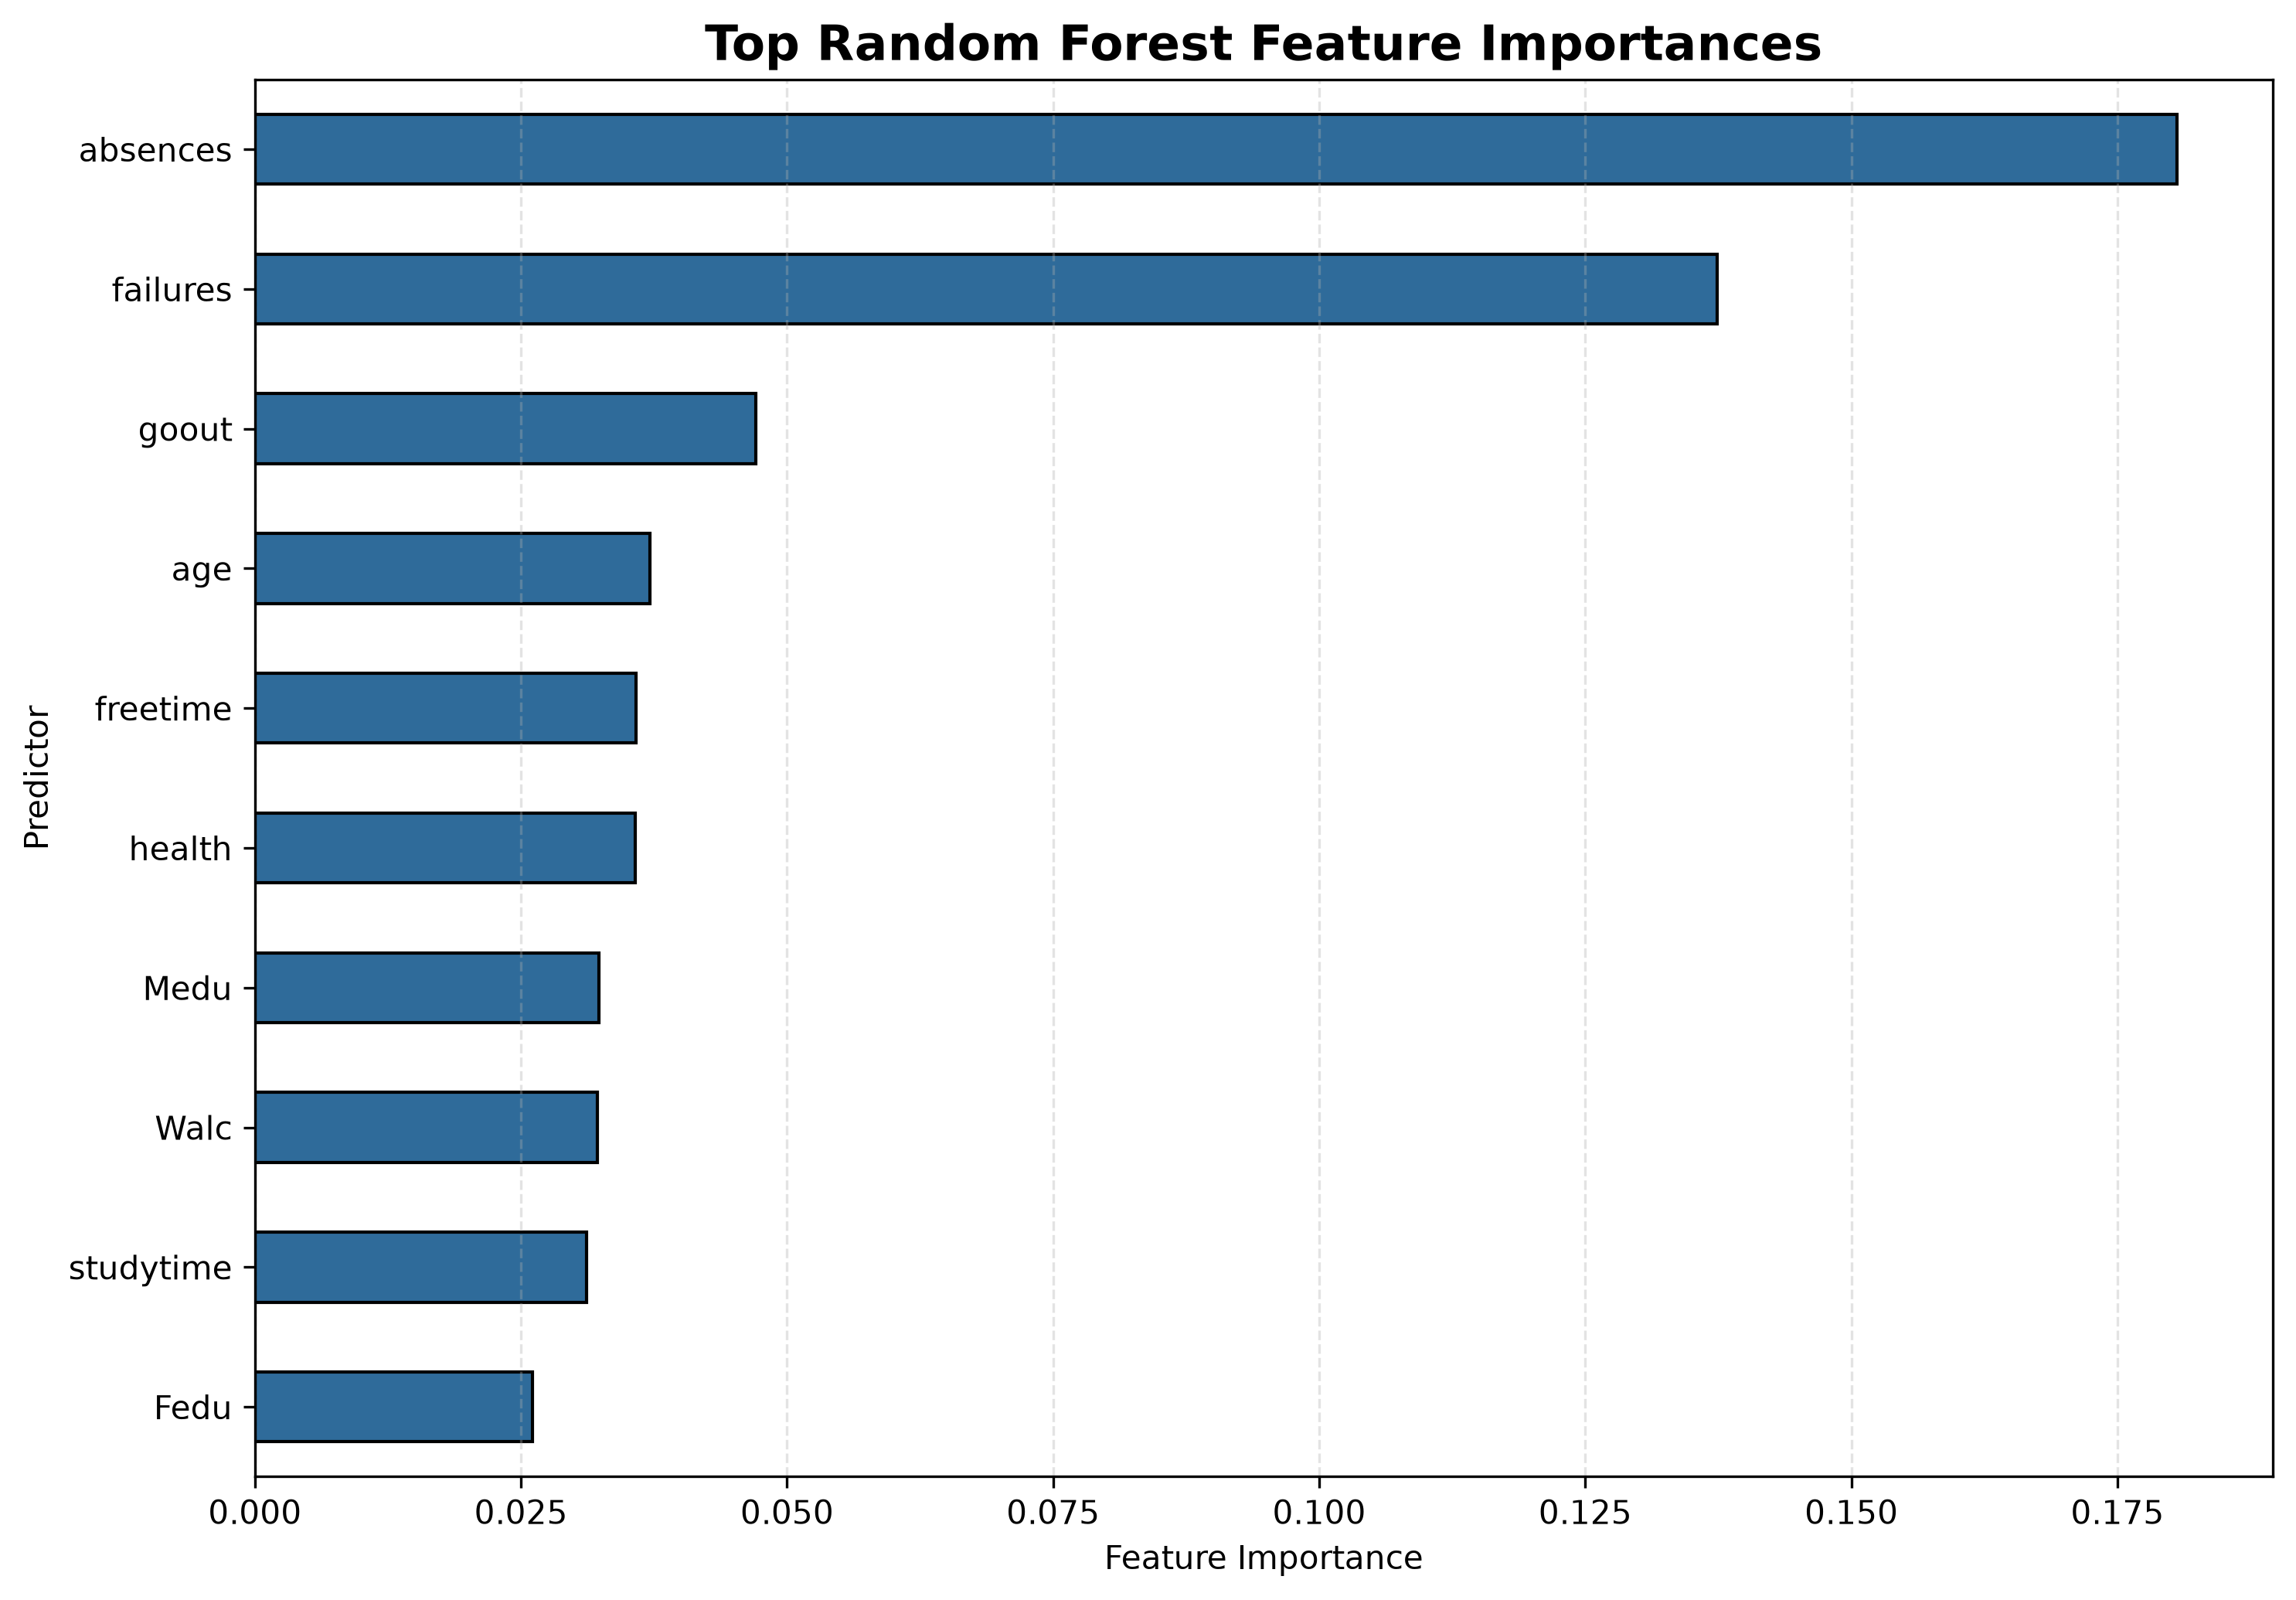 Top Random Forest Feature Importances
absences
failures
goout
age
freetime
health
Medu
Walc
studytime
Fedu
Predictor
0.000 0.025 0.050 0.075 0.100 0.125 0.150 0.175
Feature Importance